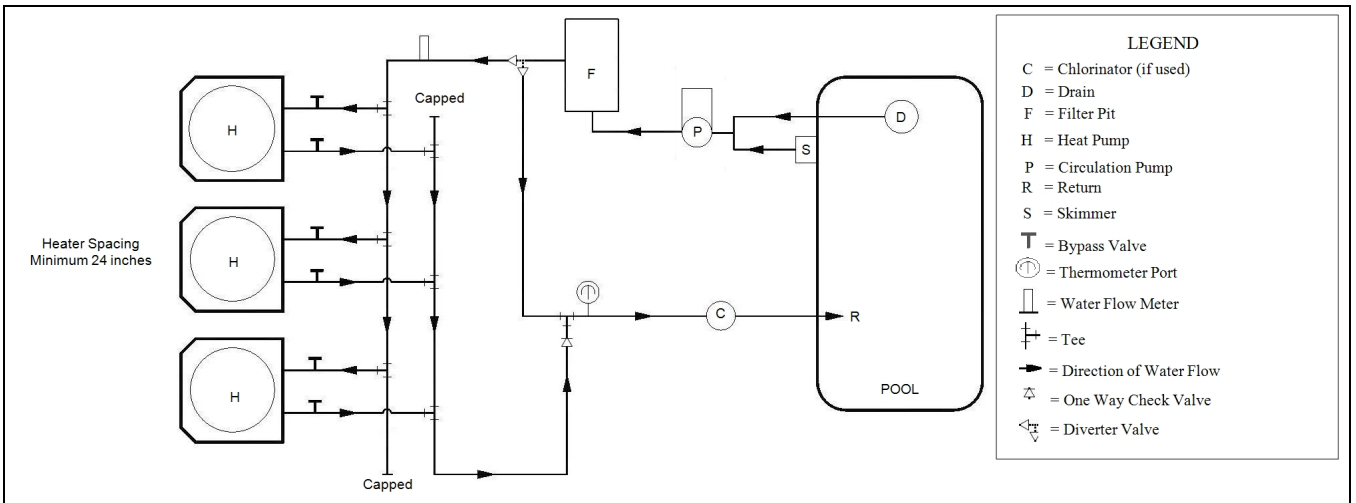 Heater Spacing
Minimum 24 inches
H
H
H
Capped
Capped
F
P
D
S
C
R
POOL
LEGEND
C = Chlorinator (if used)
D = Drain
F = Filter Pit
H = Heat Pump
P = Circulation Pump
R = Return
S = Skimmer
= Bypass Valve
= Thermometer Port
= Water Flow Meter
= Tee
= Direction of Water Flow
= One Way Check Valve
= Diverter Valve